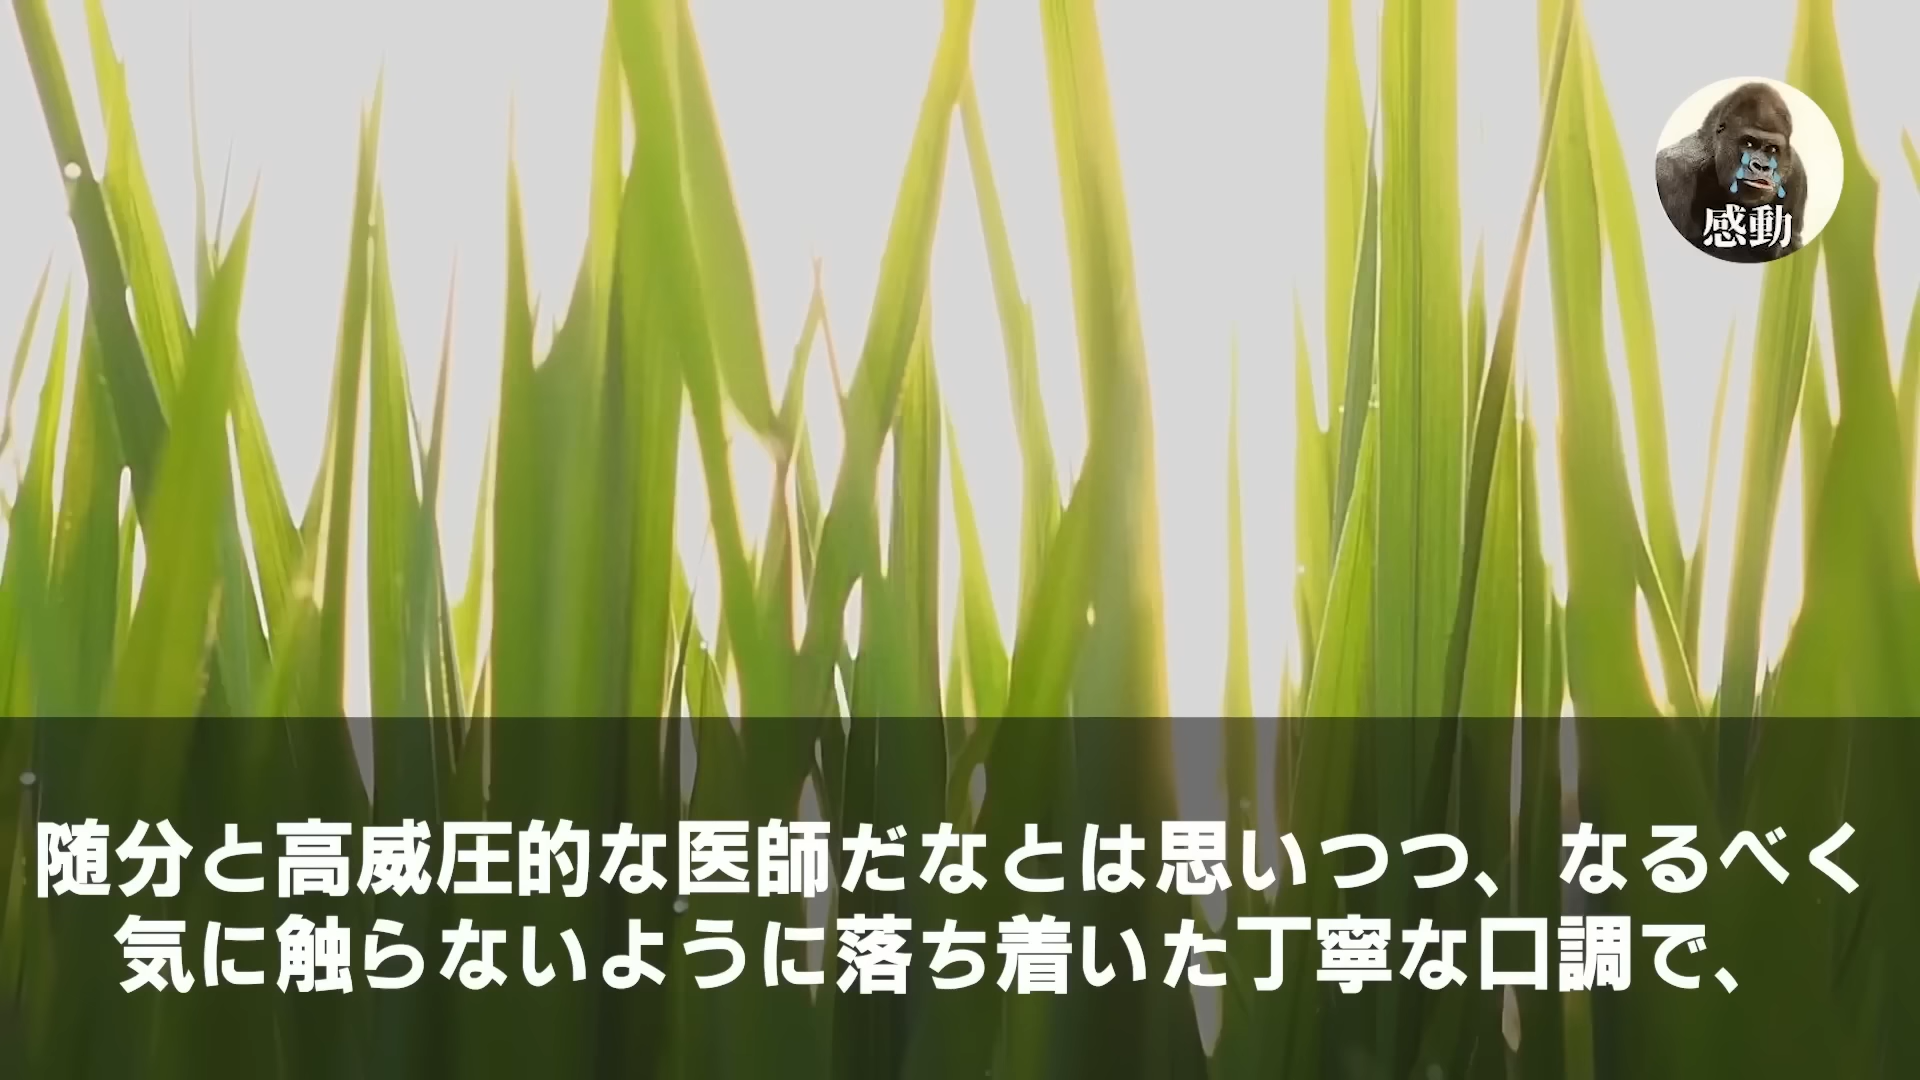 感動
随分と高威圧的な医師だなとは思いつつ、なるべく
気に触らないように落ち着いた丁寧な口調で、